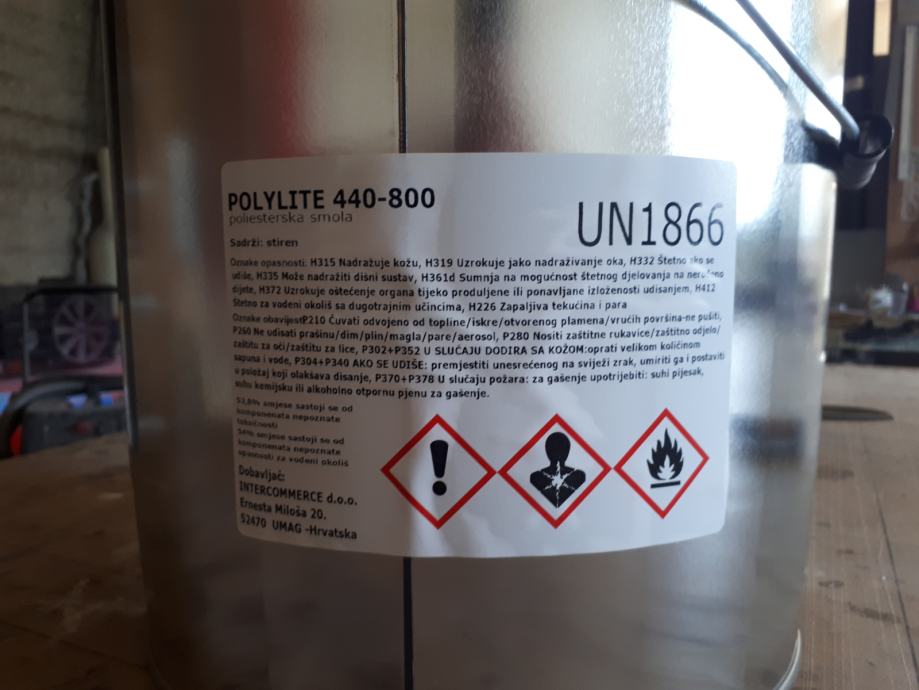 POLYLITE 440-800
poliesterska smola
UN1866
Sadrži: stiren
Oznake opasnosti: H315 Nadražuje kožu, H319 Uzrokuje jako nadraživanje oka, H332 Štetno ako se
udiše, H335 Može nadražiti dišni sustav, H361d Sumnja na mogućnost štetnog djelovanja na nerođeno
dijete, H372 Uzrokuje oštećenje organa tijeko produljene ili ponavljane izloženosti udisanjem, H412
Štetno za vodeni okoliš sa dugotrajnim učincima, H226 Zapaljiva tekućina i para
Oznake obavijestiP210 Čuvati odvojeno od topline/iskre/otvorenog plamena/vrućih površina-ne pušiti,
P260 Ne udisati prašinu/dim/plin/magla/pare/aerosol, P280 Nositi zaštitne rukavice/zaštitno odjelo/
zaštitu za oči/zaštitu za lice, P302+P352 U SLUČAJU DODIRA SA KOŽOM:oprati velikom količinom
sapuna i vode, P304+P340 AKO SE UDIŠE: premjestiti unesrećenog na svježi zrak, umiriti ga i postaviti
u položaj koji olakšava disanje, P370+P378 U slučaju požara: za gašenje upotrijebiti: suhi pijesak,
suhu kemijsku ili alkoholno otpornu pjenu za gašenje.
53,8% smjese sastoji se od
komponenata nepoznate
toksičnosti
54% smjese sastoji se od
komponenata nepoznate
opasnosti za vodeni okoliš
Dobavljač:
INTERCOMMERCE d.o.o.
Ernesta Miloša 20.
52470 UMAG -Hrvatska